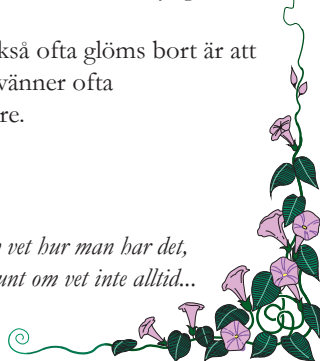 kså ofta glöms bort är att
vänner ofta
re.
vet hur man har det,
unt om vet inte alltid...